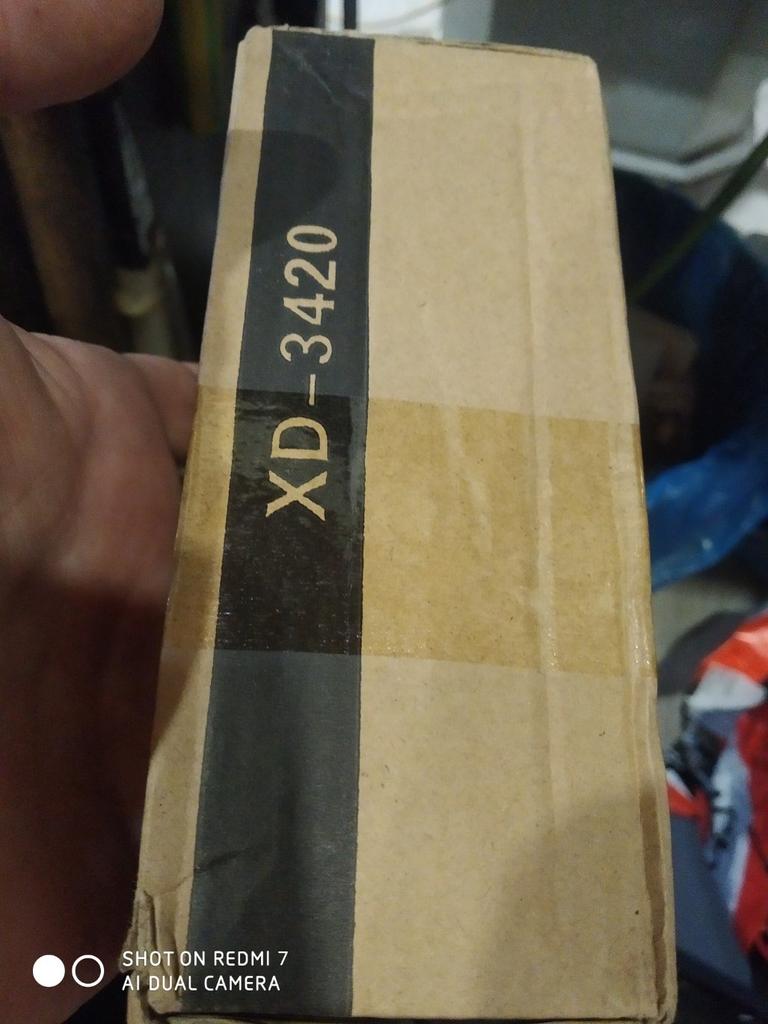 XD-3420
SHOT ON REDMI 7
AI DUAL CAMERA